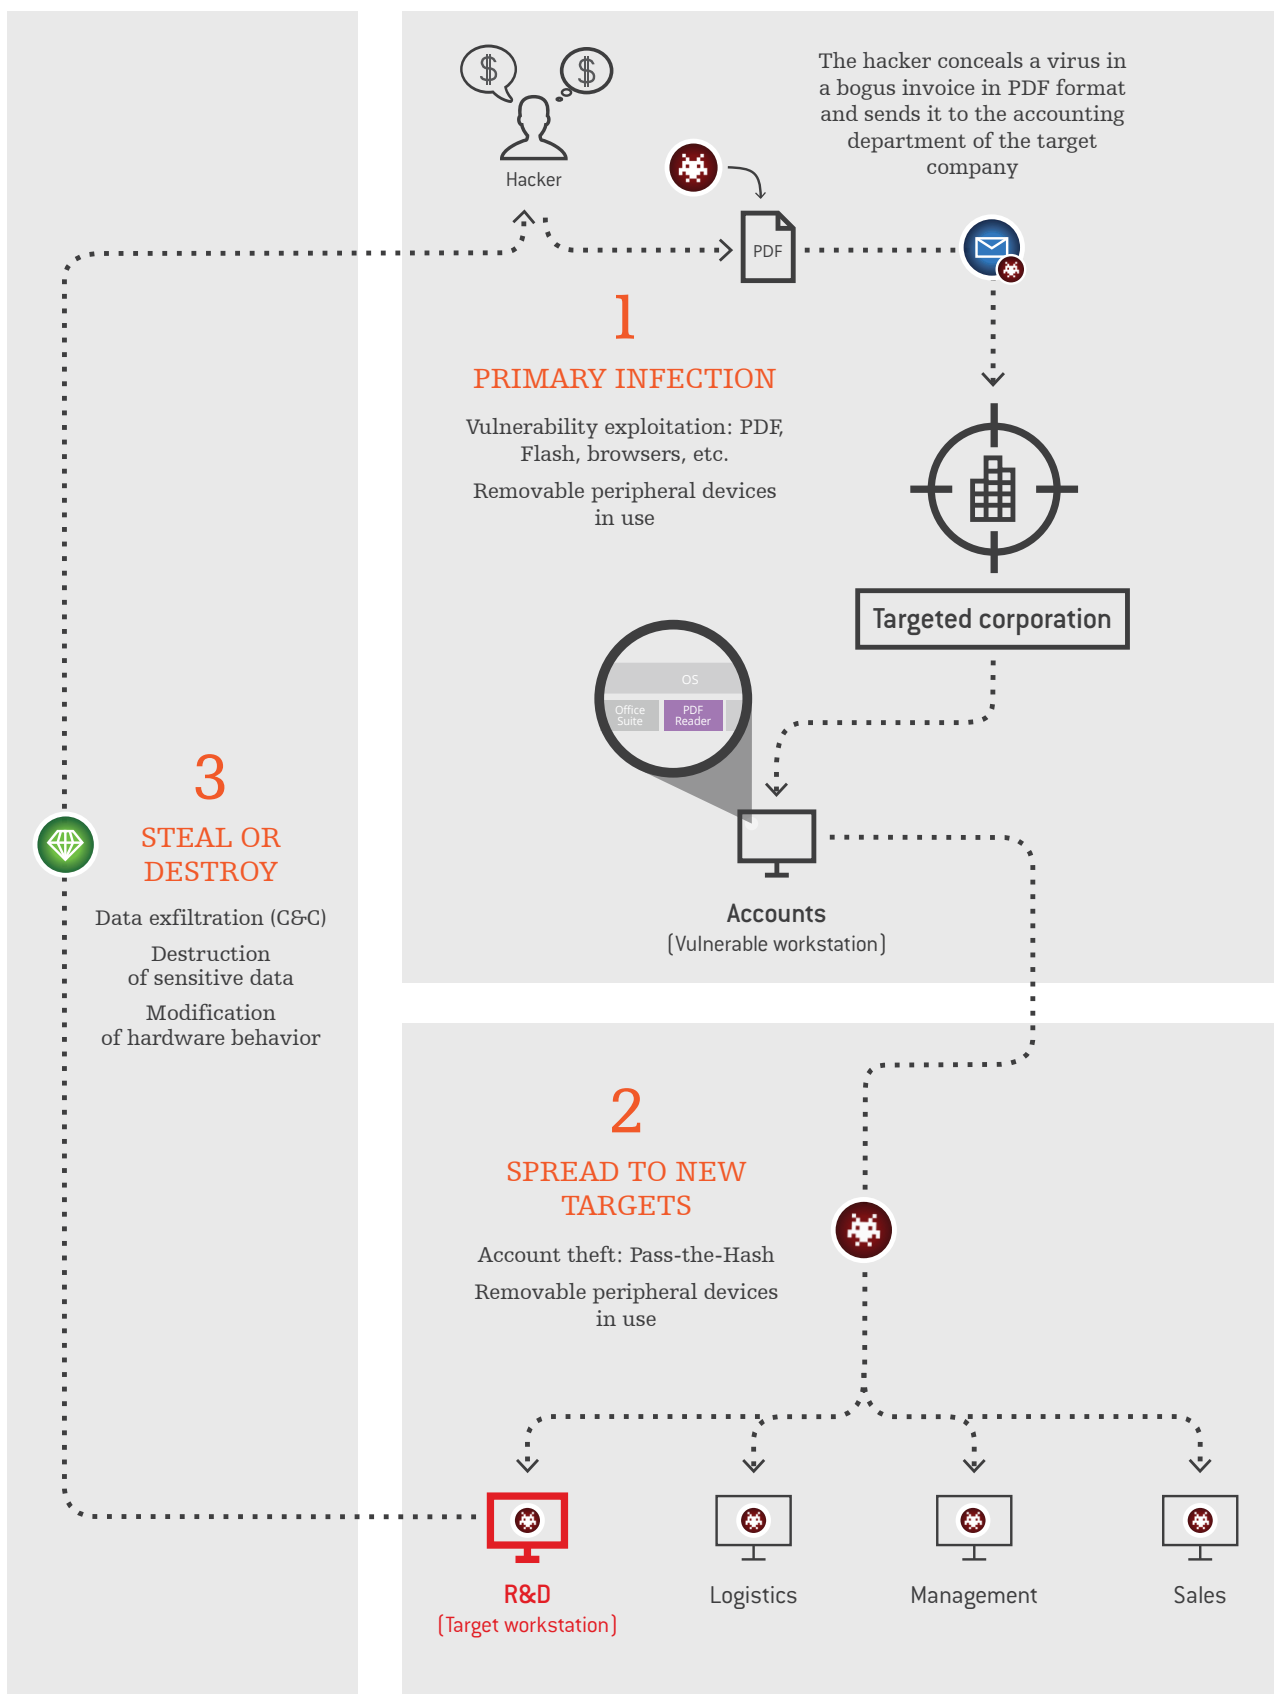 $
$
Hacker
The hacker conceals a virus in
a bogus invoice in PDF format
and sends it to the accounting
department of the target
company
PDF
1
PRIMARY INFECTION
Vulnerability exploitation: PDF,
Flash, browsers, etc.
Removable peripheral devices
in use
Targeted corporation
OS
Office
Suite
PDF
Reader
Accounts
(Vulnerable workstation)
2
SPREAD TO NEW
TARGETS
Account theft: Pass-the-Hash
Removable peripheral devices
in use
R&D
(Target workstation)
Logistics
Management
Sales
3
STEAL OR
DESTROY
Data exfiltration (C&C)
Destruction
of sensitive data
Modification
of hardware behavior